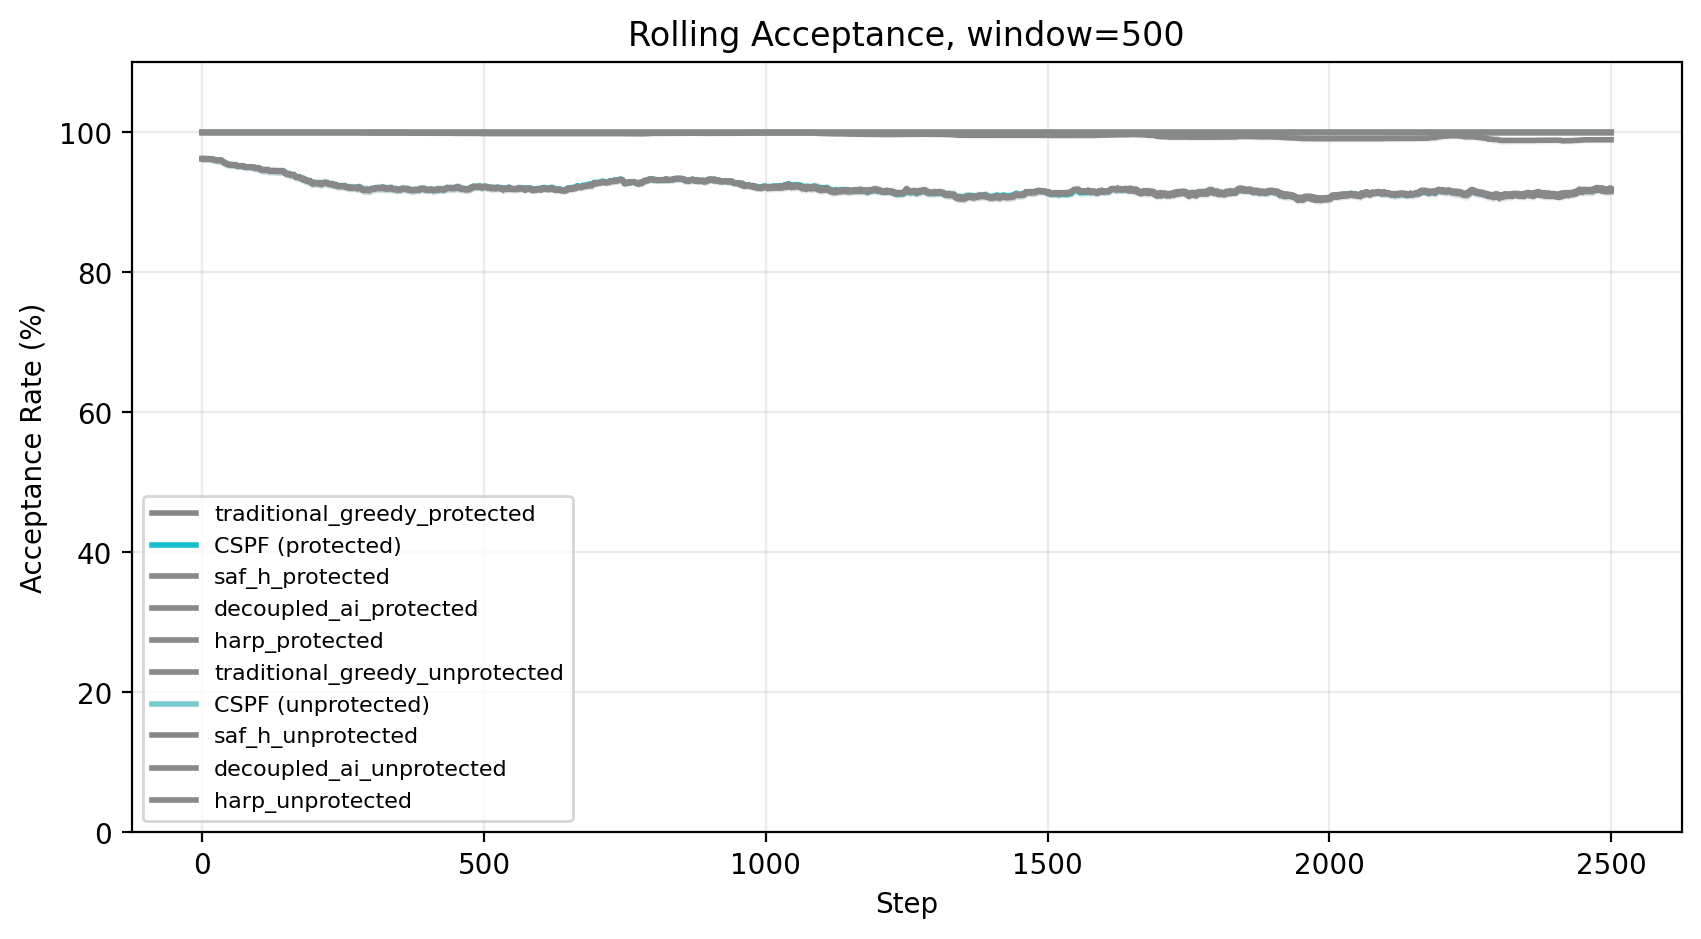 Rolling Acceptance, window=500
100
80
60
40
20
0
Acceptance Rate (%)
traditional_greedy_protected
CSPF (protected)
saf_h_protected
decoupled_ai_protected
harp_protected
traditional_greedy_unprotected
CSPF (unprotected)
saf_h_unprotected
decoupled_ai_unprotected
harp_unprotected
0 500 1000 1500 2000 2500
Step